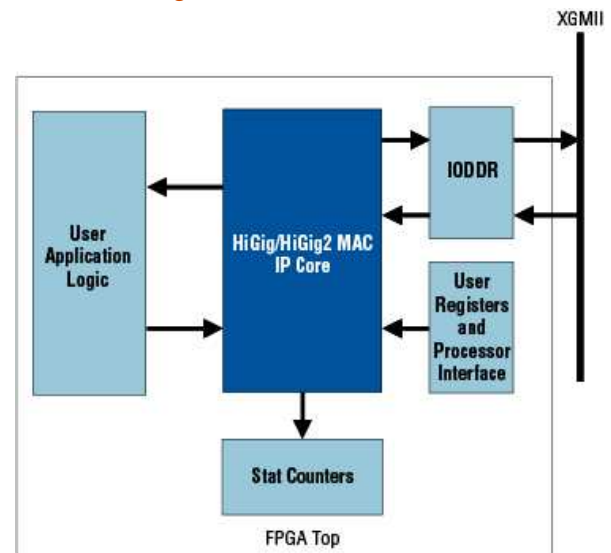 XGMII
User
Application
Logic
HiGig/HiGig2 MAC
IP Core
IODDR
User
Registers
and
Processor
Interface
Stat Counters
FPGA Top